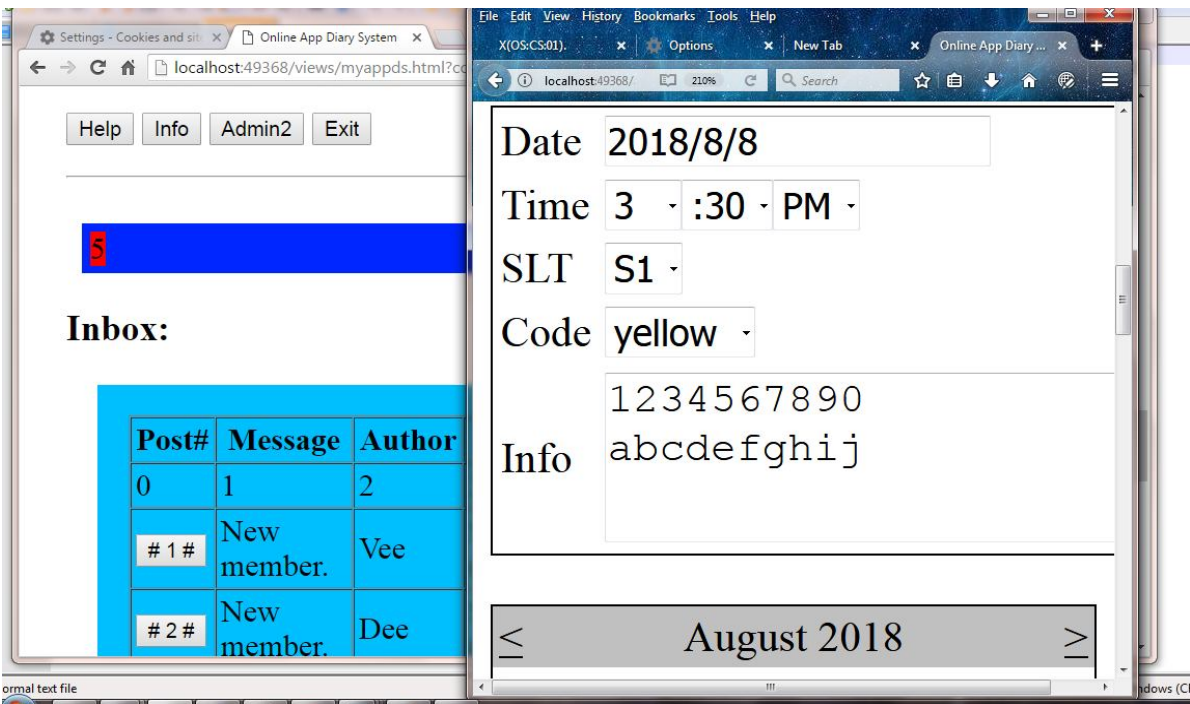 Settings - Cookies and site
Online App Diary System
localhost:49368/views/myappds.html?
Help Info Admin2 Exit
5
Inbox:
Post# Message Author
0 1 2
# 1 # New member. Vee
# 2 # New member. Dee
ormal text file
File Edit View History Bookmarks Tools Help
X(OS:CS:01). Options New Tab Online App Diary ...
localhost:49368/ 210% Search
Date 2018/8/8
Time 3 :30 PM
SLT S1
Code yellow
Info 1234567890
abcdefghij
< August 2018 >
ndows (C